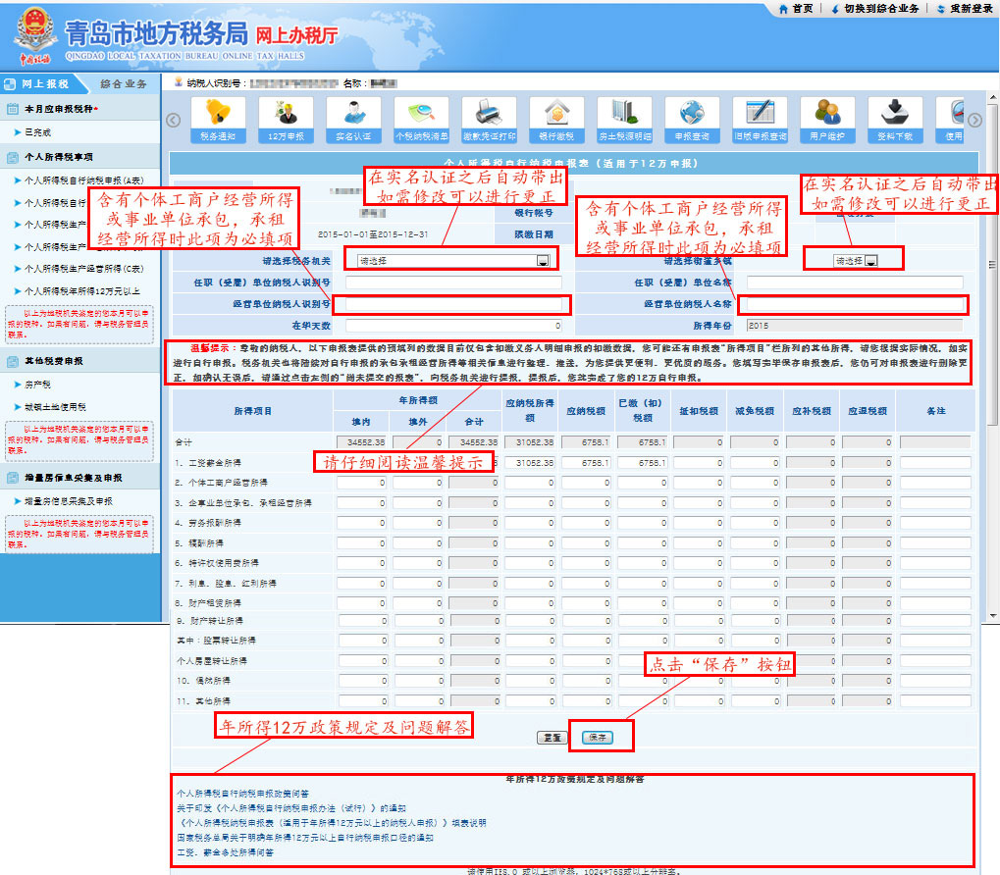 首页 切换到综合业务 重新登录
青岛市地方税务局 网上办税厅
QINGDAO LOCAL TAXATION BUREAU ONLINE TAX HALLS
中国税务
网上报税 综合业务
纳税人识别号： 名称：
本月应申报税种*
已完成
个人所得税事项
个人所得税自行纳税申报(A表)
个人所得税自行
个人所得税生产
个人所得税生产
个人所得税生产经营所得(C表)
个人所得税年所得12万元以上
以上为地税机关鉴定的您本月可以申报的税种。如果有问题，请与税务管理员联系。
其他税费申报
房产税
城镇土地使用税
以上为地税机关鉴定的您本月可以申报的税种。如果有问题，请与税务管理员联系。
增量房信息采集及申报
增量房信息采集及申报
以上为地税机关鉴定的您本月可以申报的税种。如果有问题，请与税务管理员联系。
税务通知 12万申报 实名认证 个税纳税清单 缴款凭证打印 银行缴税 房土税源明细 申报查询 旧版申报查询 用户维护 资料下载 使用
个人所得税自行纳税申报表（适用于12万申报）
在实名认证之后自动带出
如需修改可以进行更正
在实名认证之后自动带出
如需修改可以进行更正
含有个体工商户经营所得
或事业单位承包，承租
经营所得时此项为必填项
含有个体工商户经营所得
或事业单位承包，承租
经营所得时此项为必填项
银行帐号
2015-01-01至2015-12-31 限缴日期
请选择税务机关 请选择 请选择街道乡镇 请选择
任职（受雇）单位纳税人识别号 任职（受雇）单位名称
经营单位纳税人识别号 经营单位纳税人名称
在华天数 0 所得年份 2015
温馨提示：尊敬的纳税人，以下申报表提供的预填列的数据目前仅包含扣缴义务人明细申报的扣缴数据，您可能还有申报表“所得项目”栏所列的其他所得，请您根据实际情况，如实
进行自行申报。税务机关也将陆续对自行申报的承包承租经营所得等相关信息进行整理、推送，为您提供更便利、更优质的服务。您填写完毕保存申报表后，您仍可对申报表进行删除更
正，如确认无误后，请通过点击左侧的“尚未提交的报表”，向税务机关进行提报，提报后，您就完成了您的12万自行申报。
所得项目 年所得额 应纳税所得额 应纳税额 已缴（扣）税额 抵扣税额 减免税额 应补税额 应退税额 备注
境内 境外 合计
合计 34552.38 0 34552.38 31052.38 6758.1 6758.1 0 0 0 0
请仔细阅读温馨提示
1、工资薪金所得 8 31052.38 6758.1 6758.1 0 0 0 0
2、个体工商户经营所得 0 0 0 0 0 0 0 0 0 0
3、企事业单位承包、承租经营所得 0 0 0 0 0 0 0 0 0 0
4、劳务报酬所得 0 0 0 0 0 0 0 0 0 0
5、稿酬所得 0 0 0 0 0 0 0 0 0 0
6、特许权使用费所得 0 0 0 0 0 0 0 0 0 0
7、利息、股息、红利所得 0 0 0 0 0 0 0 0 0 0
8、财产租赁所得 0 0 0 0 0 0 0 0 0 0
9、财产转让所得 0 0 0 0 0 0 0 0 0 0
其中：股票转让所得 0 0 0 0 0 0 0 0 0 0
个人房屋转让所得 0 0 0 0
点击“保存”按钮
10、偶然所得 0 0 0 0 0 0 0 0 0 0
11、其他所得 0 0 0 0 0 0 0 0 0 0
年所得12万政策规定及问题解答
重置 保存
年所得12万政策规定及问题解答
个人所得税自行纳税申报政策问答
关于印发《个人所得税自行纳税申报办法（试行）》的通知
《个人所得税纳税申报表（适用于年所得12万元以上的纳税人申报）》填表说明
国家税务总局关于明确年所得12万元以上自行纳税申报口径的通知
工资、薪金多处所得问答
请使用IE8.0 或以上浏览器，1024*768或以上分辨率。